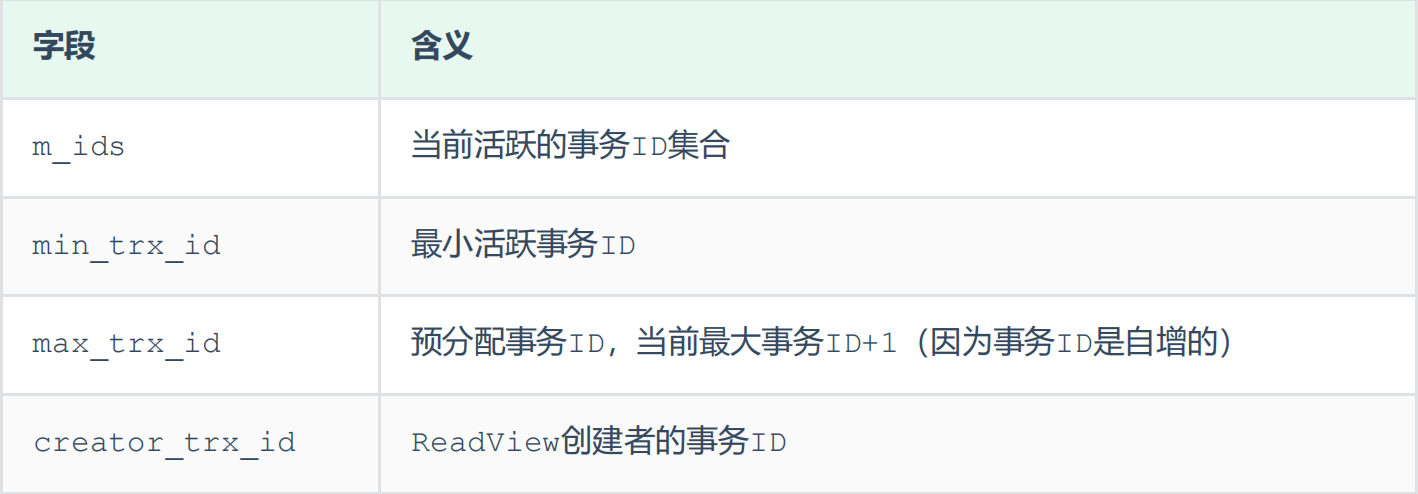 字段 含义
m_ids 当前活跃的事务ID集合
min_trx_id 最小活跃事务ID
max_trx_id 预分配事务ID，当前最大事务ID+1（因为事务ID是自增的）
creator_trx_id ReadView创建者的事务ID